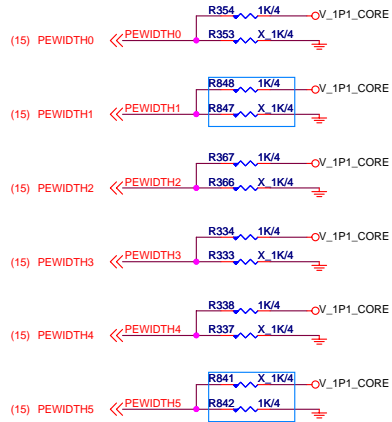 R354 1K/4 V_1P1_CORE
(15) PEWIDTH0 PEWIDTH0 R353 X_1K/4
R848 1K/4 V_1P1_CORE
(15) PEWIDTH1 PEWIDTH1 R847 X_1K/4
R367 1K/4 V_1P1_CORE
(15) PEWIDTH2 PEWIDTH2 R366 X_1K/4
R334 1K/4 V_1P1_CORE
(15) PEWIDTH3 PEWIDTH3 R333 X_1K/4
R338 1K/4 V_1P1_CORE
(15) PEWIDTH4 PEWIDTH4 R337 X_1K/4
R841 X_1K/4 V_1P1_CORE
(15) PEWIDTH5 PEWIDTH5 R842 1K/4